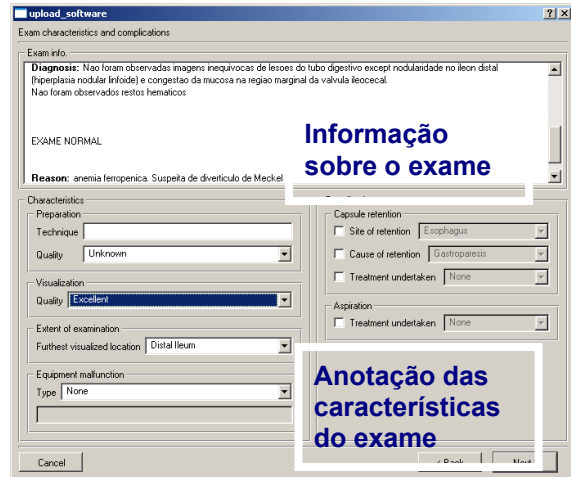 upload_software
Exam characteristics and complications
Exam info.
Diagnosis: Nao foram observadas imagens inequivocas de lesoes do tubo digestivo except nodularidade no ileon distal
(hiperplasia nodular linfoide) e congestao da mucosa na regiao marginal da valvula ileocecal.
Nao foram observados restos hematicos
EXAME NORMAL
Informação
sobre o exame
Reason: anemia ferropenica. Suspeita de diverticulo de Meckel
Characteristics
Preparation
Technique
Quality Unknown
Visualization
Quality Excellent
Extent of examination
Furthest visualized location Distal Ileum
Equipment malfunction
Type None
Capsule retention
Site of retention Esophagus
Cause of retention Gastroparesis
Treatment undertaken None
Aspiration
Treatment undertaken None
Anotação das
características
do exame
Cancel